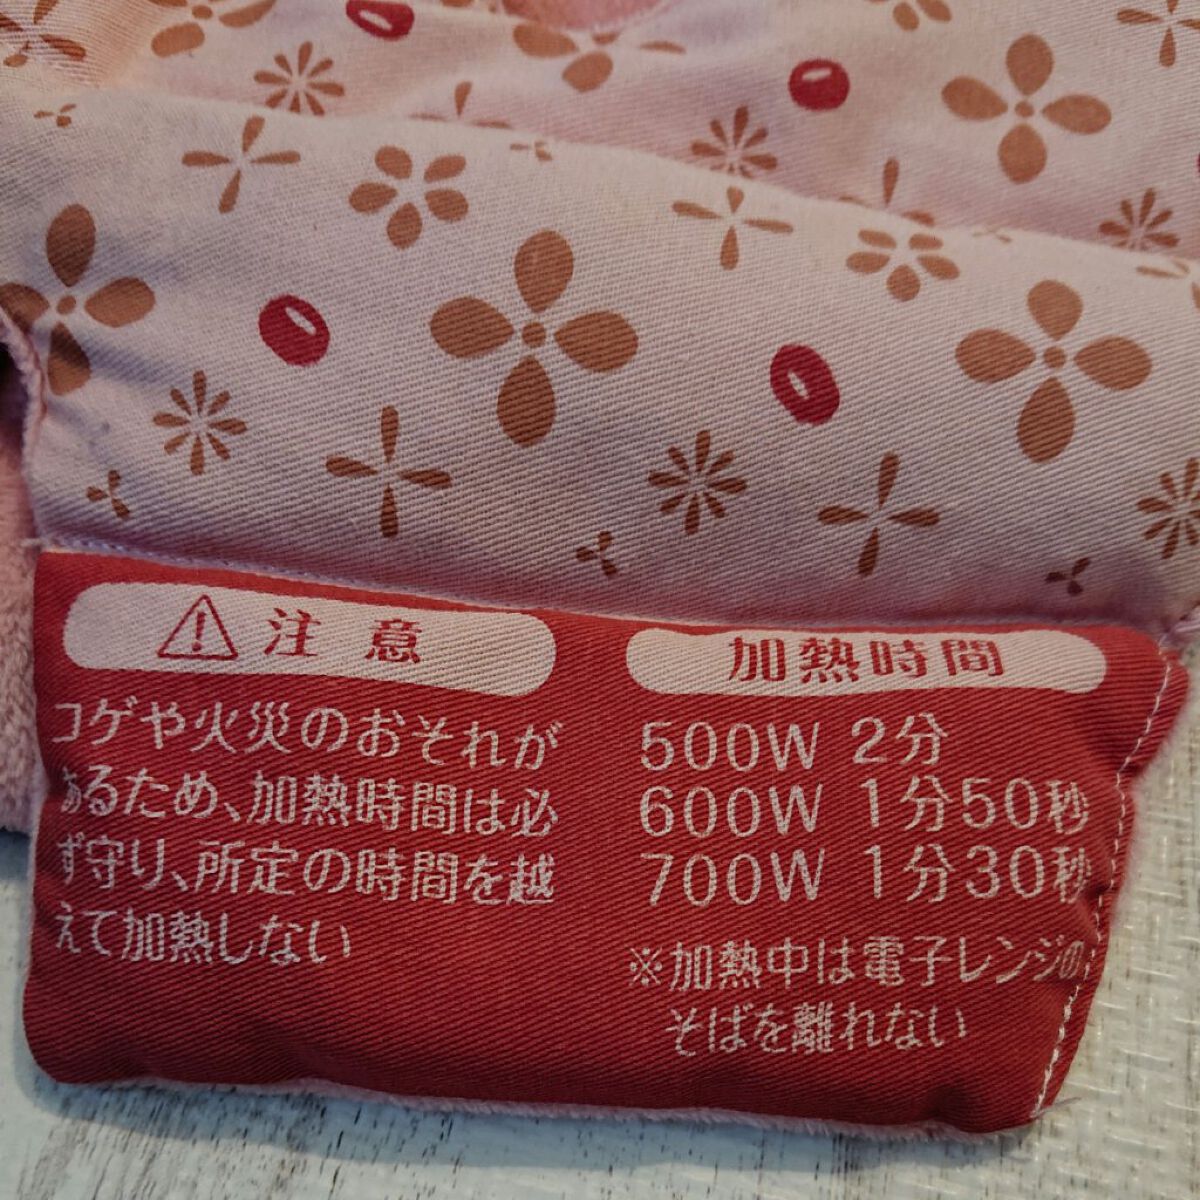 ⚠注意
コゲや火災のおそれが
あるため、加熱時間は必
ず守り、所定の時間を越
えて加熱しない
加熱時間
500W 2分
600W 1分50秒
700W 1分30秒
※加熱中は電子レンジの
そばを離れない